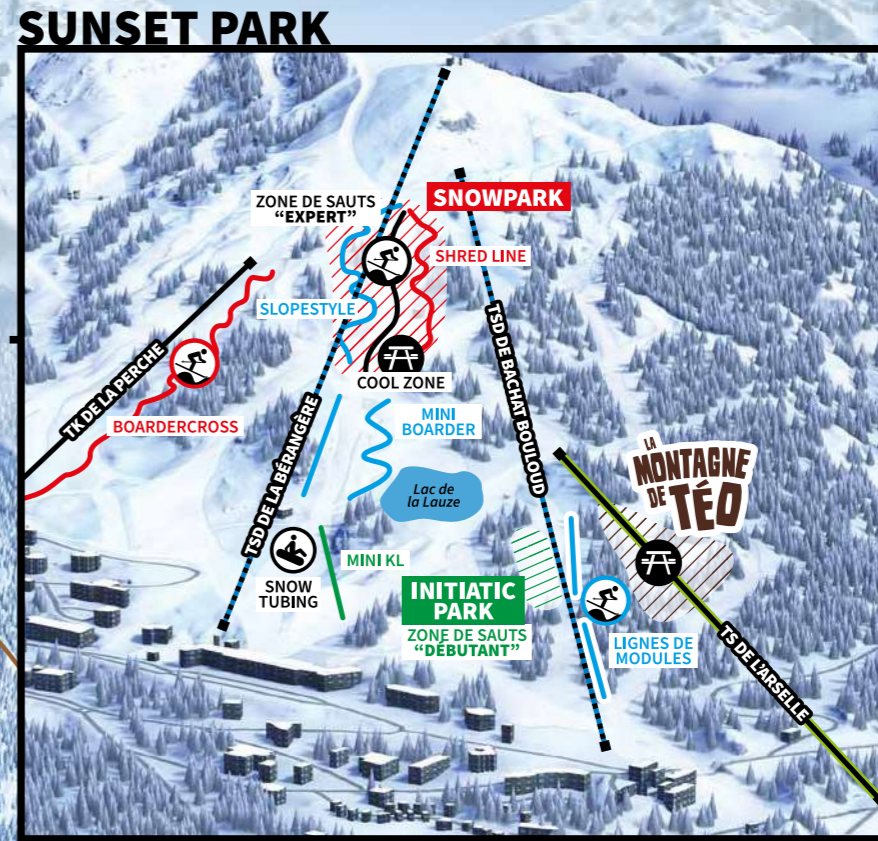 SUNSET PARK
ZONE DE SAUTS
“EXPERT”
SNOWPARK
SHRED LINE
SLOPESTYLE
TK DE LA PERCHE
BOARDERCROSS
COOL ZONE
TSD DE LA BÉRANGÈRE
MINI
BOARDER
TSD DE BACHAT BOULOUD
LA
MONTAGNE
DE TÉO
Lac de
la Lauze
SNOW
TUBING
MINI KL
INITIATIC
PARK
ZONE DE SAUTS
“DÉBUTANT”
LIGNES DE
MODULES
TS DE L'ARSELLE